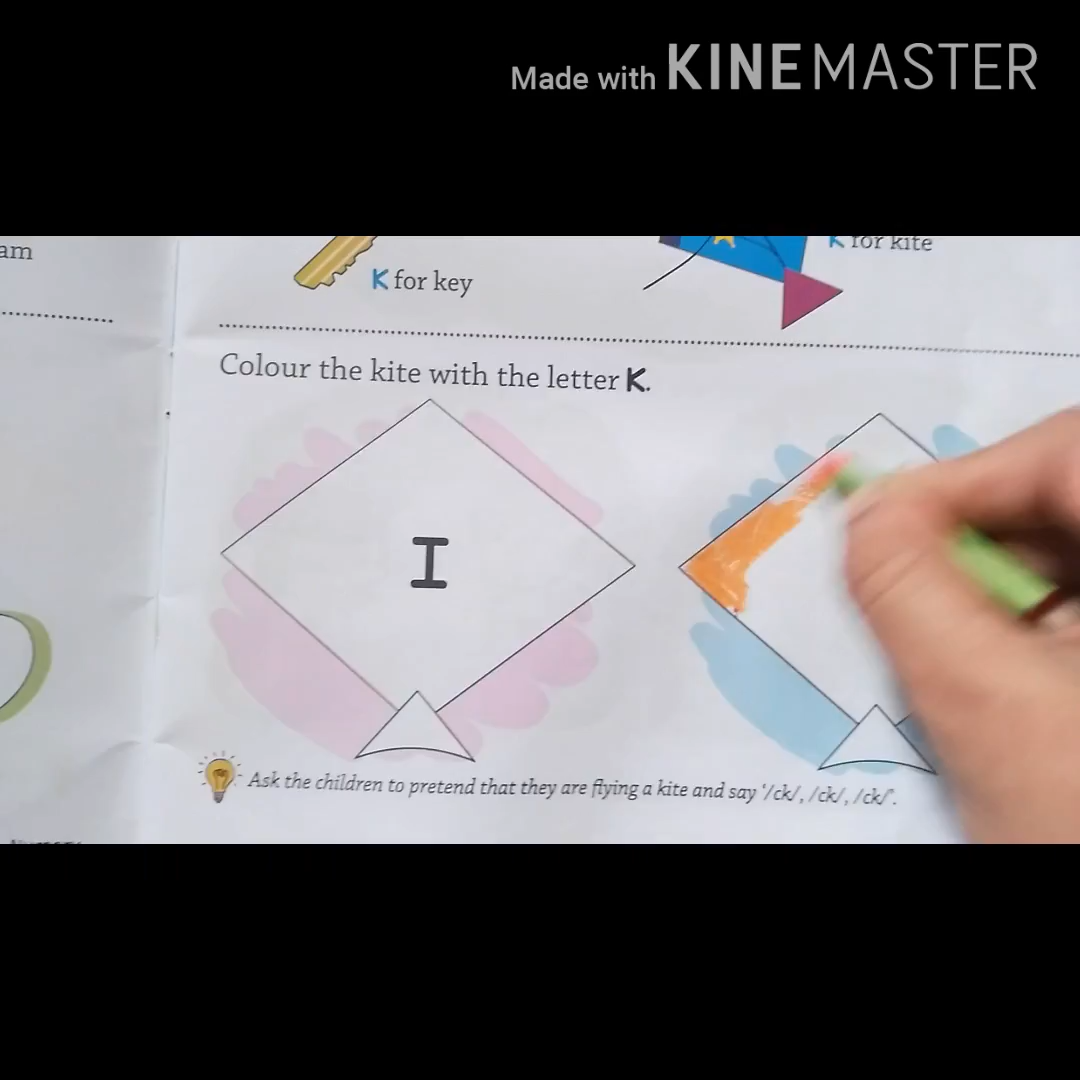 Made with KINEMASTER
am
K for key
K for kite
Colour the kite with the letter K.
I
Ask the children to pretend that they are flying a kite and say '/ck/, /ck/, /ck/'.